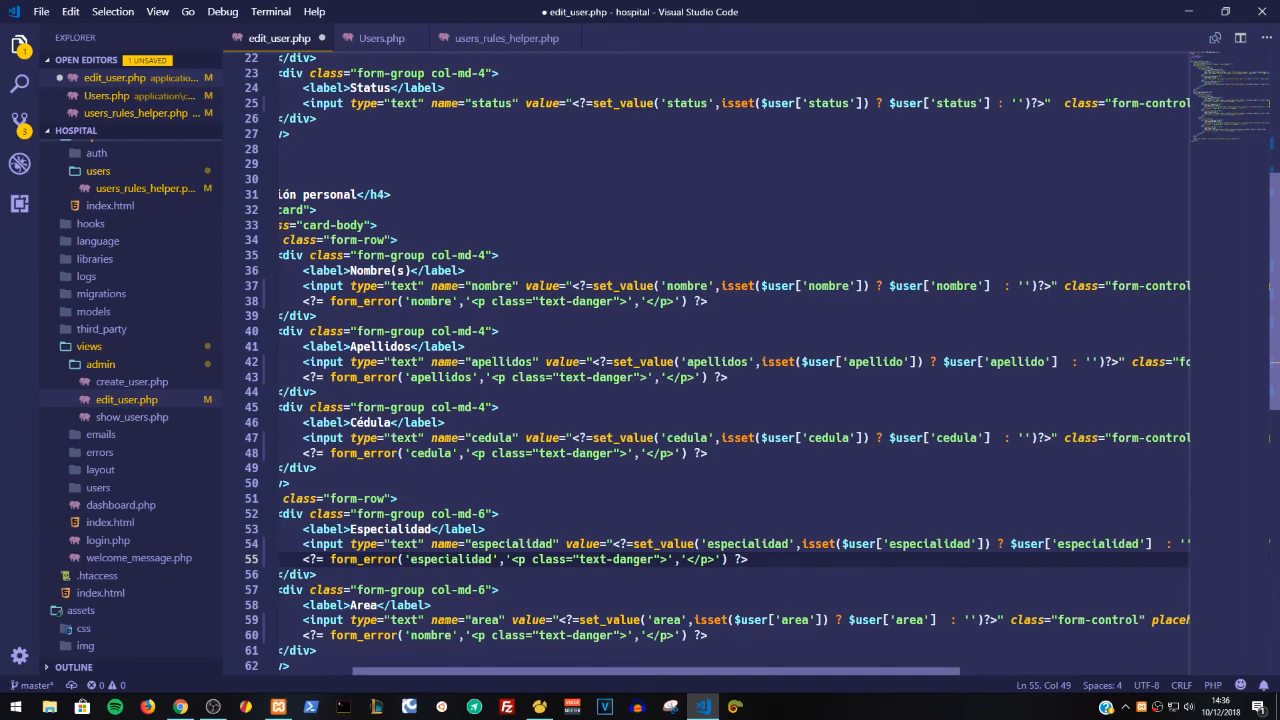 File Edit Selection View Go Debug Terminal Help
● edit_user.php - hospital - Visual Studio Code
EXPLORER
OPEN EDITORS 1 UNSAVED
edit_user.php applicatio... M
Users.php application\c... M
users_rules_helper.php ... M
HOSPITAL
auth
users
users_rules_helper.p... M
index.html
hooks
language
libraries
logs
migrations
models
third_party
views
admin
create_user.php
edit_user.php M
show_users.php
emails
errors
layout
users
dashboard.php
index.html
login.php
welcome_message.php
.htaccess
index.html
assets
css
img
OUTLINE
edit_user.php Users.php users_rules_helper.php
22 </div>
23 <div class="form-group col-md-4">
24 <label>Status</label>
25 <input type="text" name="status" value="<?=set_value('status',isset($user['status']) ? $user['status'] : '')?>" class="form-control
26 </div>
27 v>
28
29
30
31 ión personal</h4>
32 card">
33 ss="card-body">
34 class="form-row">
35 <div class="form-group col-md-4">
36 <label>Nombre(s)</label>
37 <input type="text" name="nombre" value="<?=set_value('nombre',isset($user['nombre']) ? $user['nombre'] : '')?>" class="form-control
38 <?= form_error('nombre','<p class="text-danger">','</p>') ?>
39 </div>
40 <div class="form-group col-md-4">
41 <label>Apellidos</label>
42 <input type="text" name="apellidos" value="<?=set_value('apellidos',isset($user['apellido']) ? $user['apellido'] : '')?>" class="fo
43 <?= form_error('apellidos','<p class="text-danger">','</p>') ?>
44 </div>
45 <div class="form-group col-md-4">
46 <label>Cédula</label>
47 <input type="text" name="cedula" value="<?=set_value('cedula',isset($user['cedula']) ? $user['cedula'] : '')?>" class="form-control
48 <?= form_error('cedula','<p class="text-danger">','</p>') ?>
49 </div>
50 v>
51 class="form-row">
52 <div class="form-group col-md-6">
53 <label>Especialidad</label>
54 <input type="text" name="especialidad" value="<?=set_value('especialidad',isset($user['especialidad']) ? $user['especialidad'] : ''
55 <?= form_error('especialidad','<p class="text-danger">','</p>') ?>
56 </div>
57 <div class="form-group col-md-6">
58 <label>Area</label>
59 <input type="text" name="area" value="<?=set_value('area',isset($user['area']) ? $user['area'] : '')?>" class="form-control" placeh
60 <?= form_error('nombre','<p class="text-danger">','</p>') ?>
61 </div>
62 v>
master* 0 0 Ln 55, Col 49 Spaces: 4 UTF-8 CRLF PHP
14:36
10/12/2018